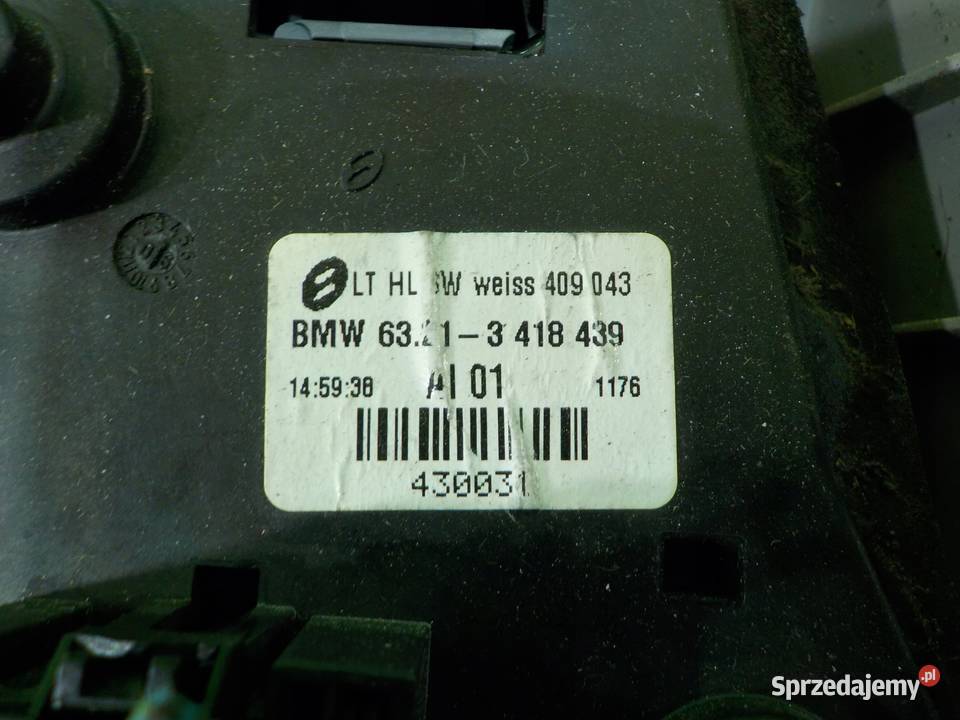 LT HL SW weiss 409 043
BMW 63.21-3 418 439
14:59:38 AI 01 1176
430031
Sprzedajemy.pl